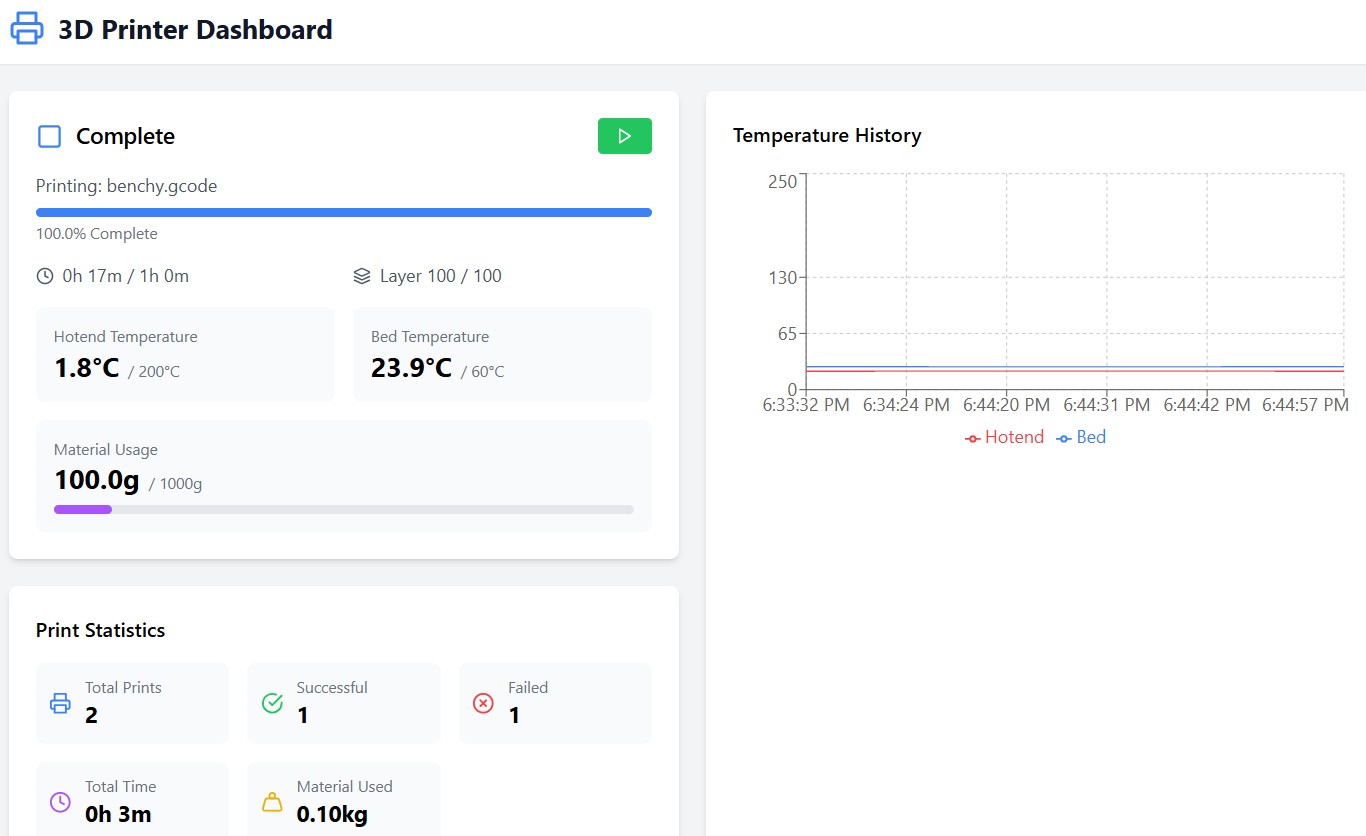 3D Printer Dashboard
Complete
Printing: benchy.gcode
100.0% Complete
0h 17m / 1h 0m
Layer 100 / 100
Hotend Temperature
1.8°C / 200°C
Bed Temperature
23.9°C / 60°C
Material Usage
100.0g / 1000g
Print Statistics
Total Prints
2
Successful
1
Failed
1
Total Time
0h 3m
Material Used
0.10kg
Temperature History
250
130
65
0
6:33:32 PM 6:34:24 PM 6:44:20 PM 6:44:31 PM 6:44:42 PM 6:44:57 PM
Hotend Bed